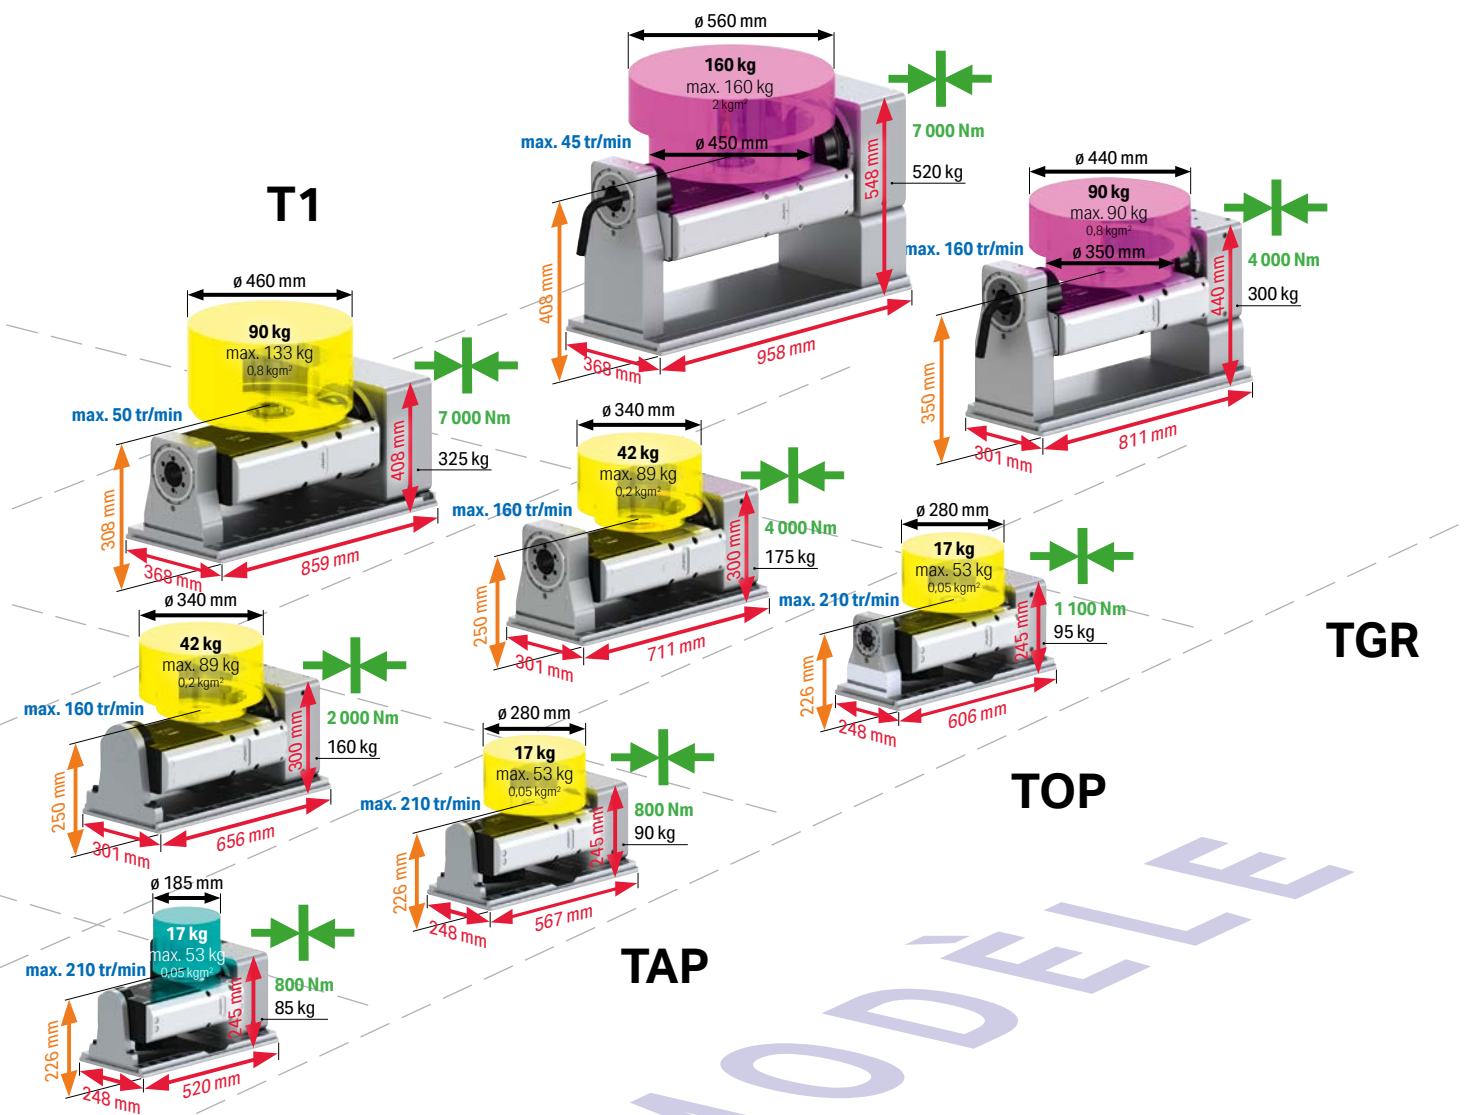 ø 560 mm
160 kg
max. 160 kg
2 kgm²
7 000 Nm
max. 45 tr/min
ø 450 mm
548 mm
520 kg
408 mm
368 mm
958 mm
ø 440 mm
90 kg
max. 90 kg
0,8 kgm²
4 000 Nm
max. 160 tr/min
ø 350 mm
440 mm
300 kg
350 mm
301 mm
811 mm
T1
ø 460 mm
90 kg
max. 133 kg
0,8 kgm²
7 000 Nm
max. 50 tr/min
408 mm
325 kg
308 mm
368 mm
859 mm
ø 340 mm
42 kg
max. 89 kg
0,2 kgm²
4 000 Nm
max. 160 tr/min
300 mm
175 kg
250 mm
301 mm
711 mm
ø 280 mm
17 kg
max. 53 kg
0,05 kgm²
1 100 Nm
max. 210 tr/min
245 mm
95 kg
226 mm
248 mm
606 mm
TGR
ø 340 mm
42 kg
max. 89 kg
0,2 kgm²
2 000 Nm
max. 160 tr/min
300 mm
160 kg
250 mm
301 mm
656 mm
ø 280 mm
17 kg
max. 53 kg
0,05 kgm²
800 Nm
max. 210 tr/min
245 mm
90 kg
226 mm
248 mm
567 mm
TOP
ø 185 mm
17 kg
max. 53 kg
0,05 kgm²
800 Nm
max. 210 tr/min
245 mm
85 kg
226 mm
248 mm
520 mm
TAP
MODÈLE